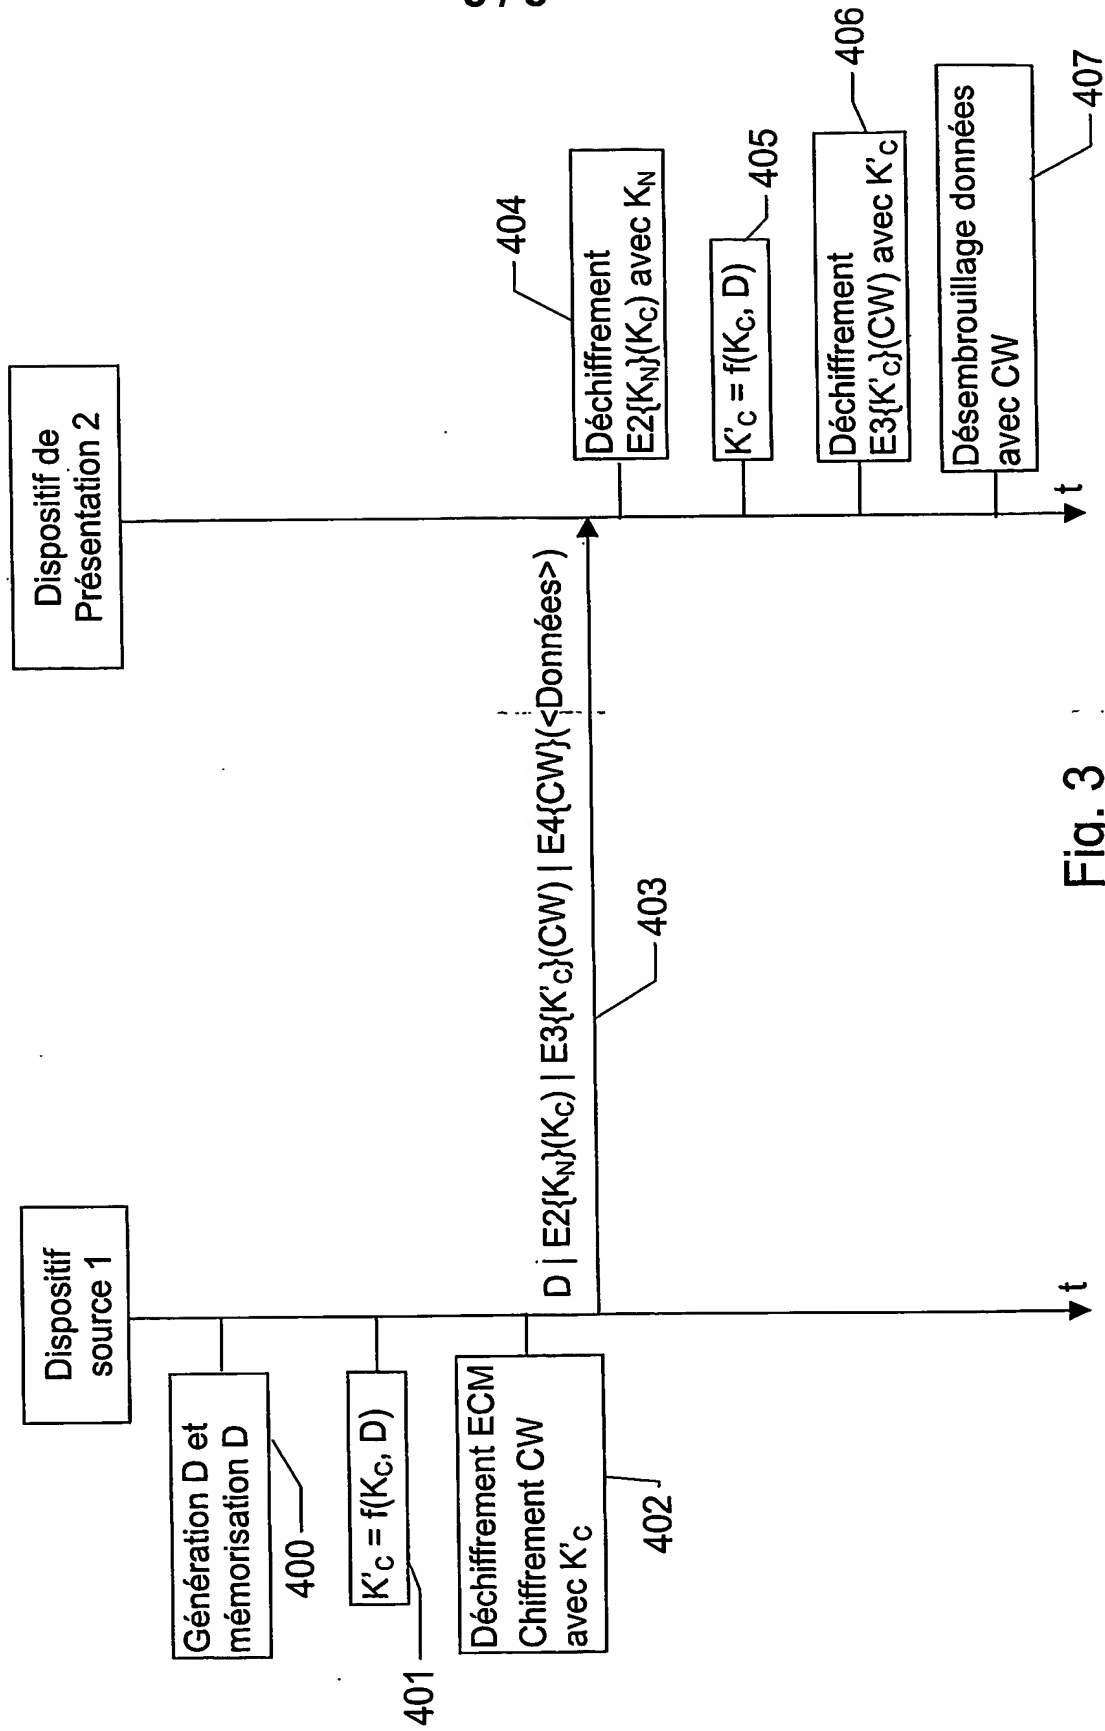 Dispositif
source 1
Dispositif de
Présentation 2
Génération D et
mémorisation D
400
K'C = f(KC, D)
401
Déchiffrement ECM
Chiffrement CW
avec K'C
402
D | E2{KN}(KC) | E3{K'C}(CW) | E4{CW}(<Données>)
403
Déchiffrement
E2{KN}(KC) avec KN
404
K'C = f(KC, D)
405
Déchiffrement
E3{K'C}(CW) avec K'C
406
Désembrouillage données
avec CW
407
t
t
Fig. 3